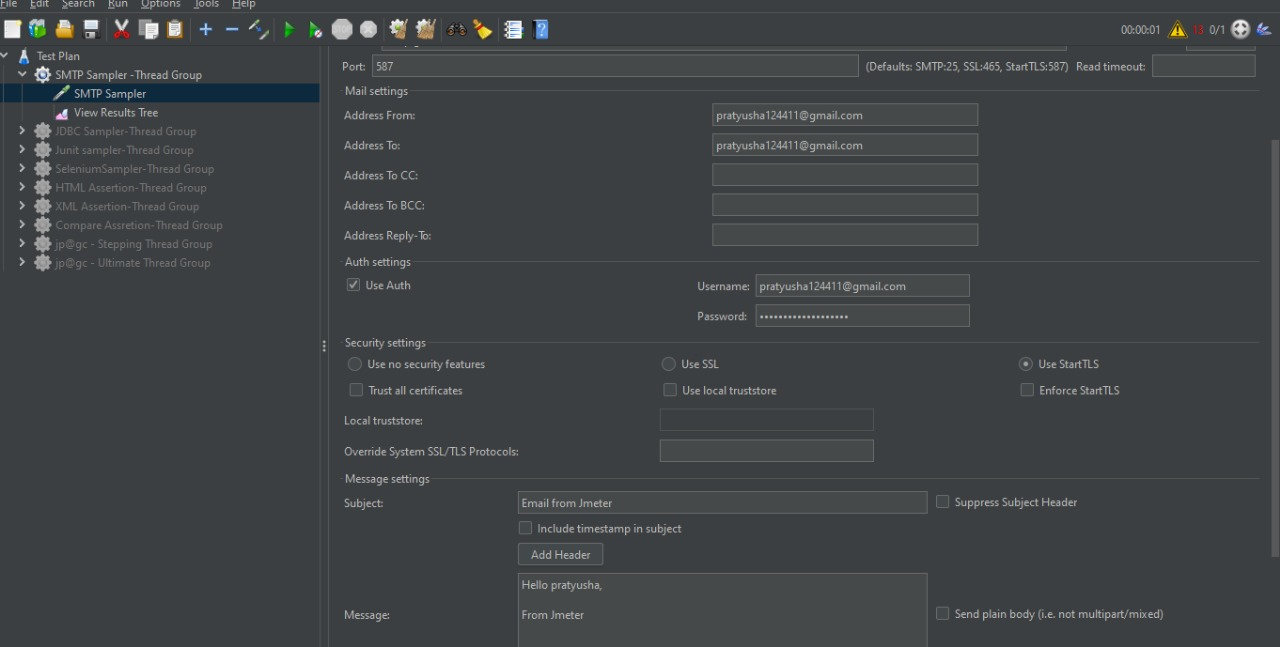 File Edit Search Run Options Tools Help
00:00:01 13 0/1
Test Plan
SMTP Sampler -Thread Group
SMTP Sampler
View Results Tree
JDBC Sampler-Thread Group
Junit sampler-Thread Group
SeleniumSampler-Thread Group
HTML Assertion-Thread Group
XML Assertion-Thread Group
Compare Assretion-Thread Group
jp@gc - Stepping Thread Group
jp@gc - Ultimate Thread Group
Port: 587 (Defaults: SMTP:25, SSL:465, StartTLS:587) Read timeout:
Mail settings
Address From: pratyusha124411@gmail.com
Address To: pratyusha124411@gmail.com
Address To CC:
Address To BCC:
Address Reply-To:
Auth settings
Use Auth Username: pratyusha124411@gmail.com
Password: •••••••••••••••••••
Security settings
Use no security features Use SSL Use StartTLS
Trust all certificates Use local truststore Enforce StartTLS
Local truststore:
Override System SSL/TLS Protocols:
Message settings
Subject: Email from Jmeter Suppress Subject Header
Include timestamp in subject
Add Header
Hello pratyusha,
Message: From Jmeter Send plain body (i.e. not multipart/mixed)